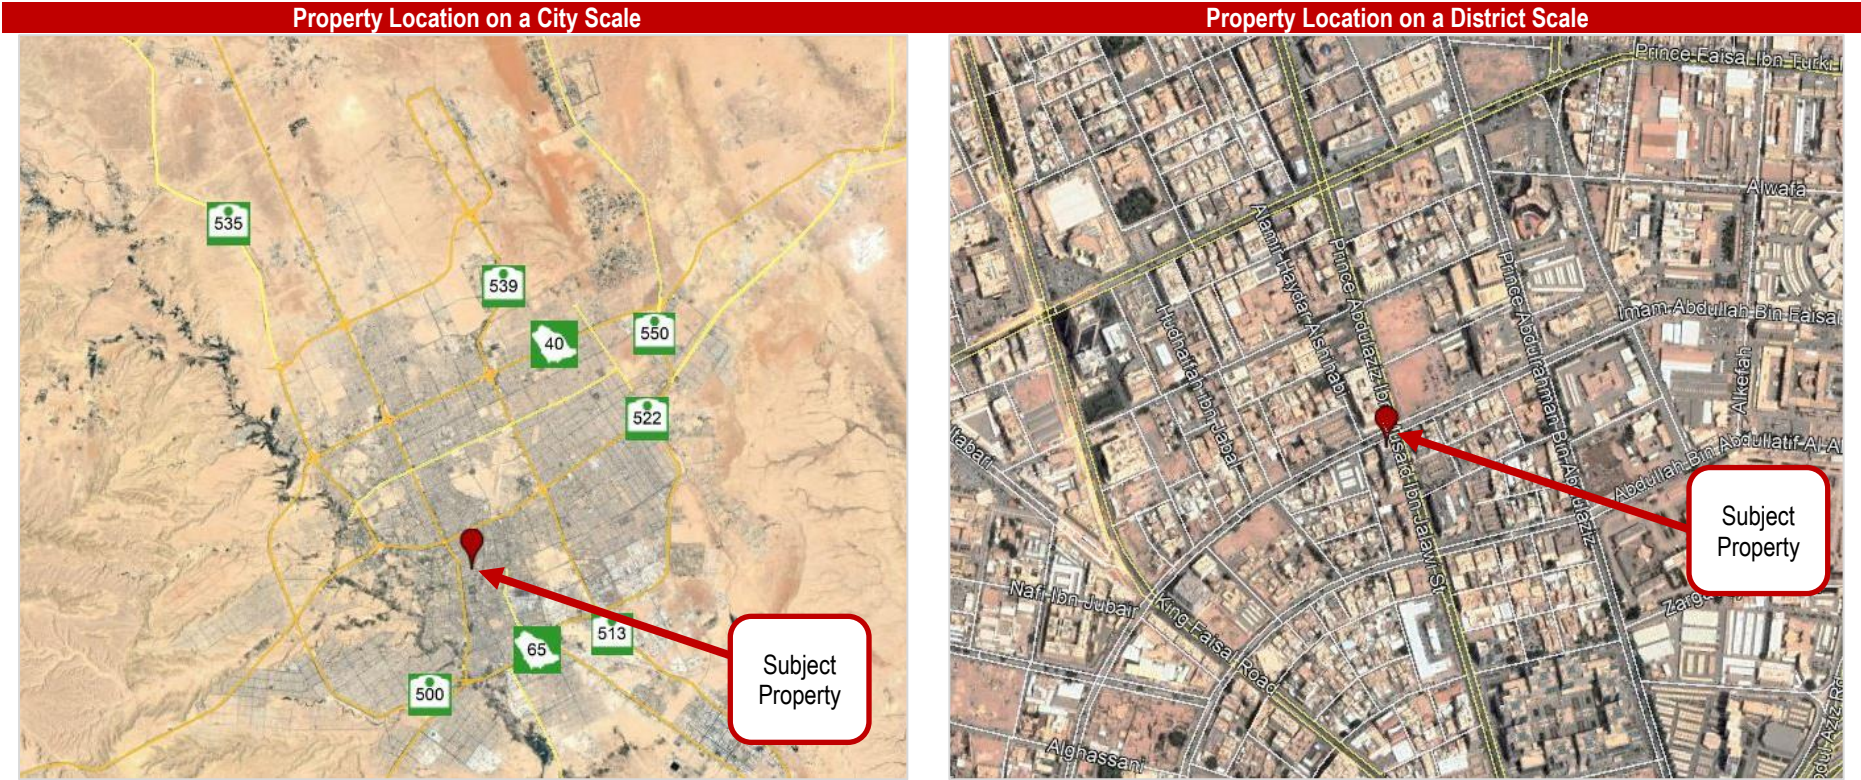 Property Location on a City Scale
Property Location on a District Scale
535
539
40
550
522
513
65
500
Subject
Property
Prince Faisal Ibn Turki
Alwafa
Alamir Haydar Ashihabi
Prince Abdulaziz Ibn
Musaid Ibn Jalawi St
Prince Abdulrahmah Bin Abdulaziz
Imam Abdullah Bin Faisal
Hudhaifah Ibn Jabal
Alkefah
Abdullah Bin Abdullatif Al-Al
Subject
Property
Nafi Ibn Jubair
King Faisal Road
Alghassani